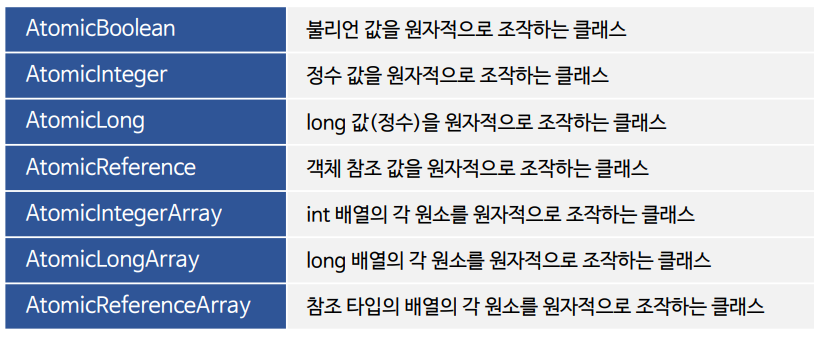 AtomicBoolean 불리언 값을 원자적으로 조작하는 클래스
AtomicInteger 정수 값을 원자적으로 조작하는 클래스
AtomicLong long 값(정수)을 원자적으로 조작하는 클래스
AtomicReference 객체 참조 값을 원자적으로 조작하는 클래스
AtomicIntegerArray int 배열의 각 원소를 원자적으로 조작하는 클래스
AtomicLongArray long 배열의 각 원소를 원자적으로 조작하는 클래스
AtomicReferenceArray 참조 타입의 배열의 각 원소를 원자적으로 조작하는 클래스